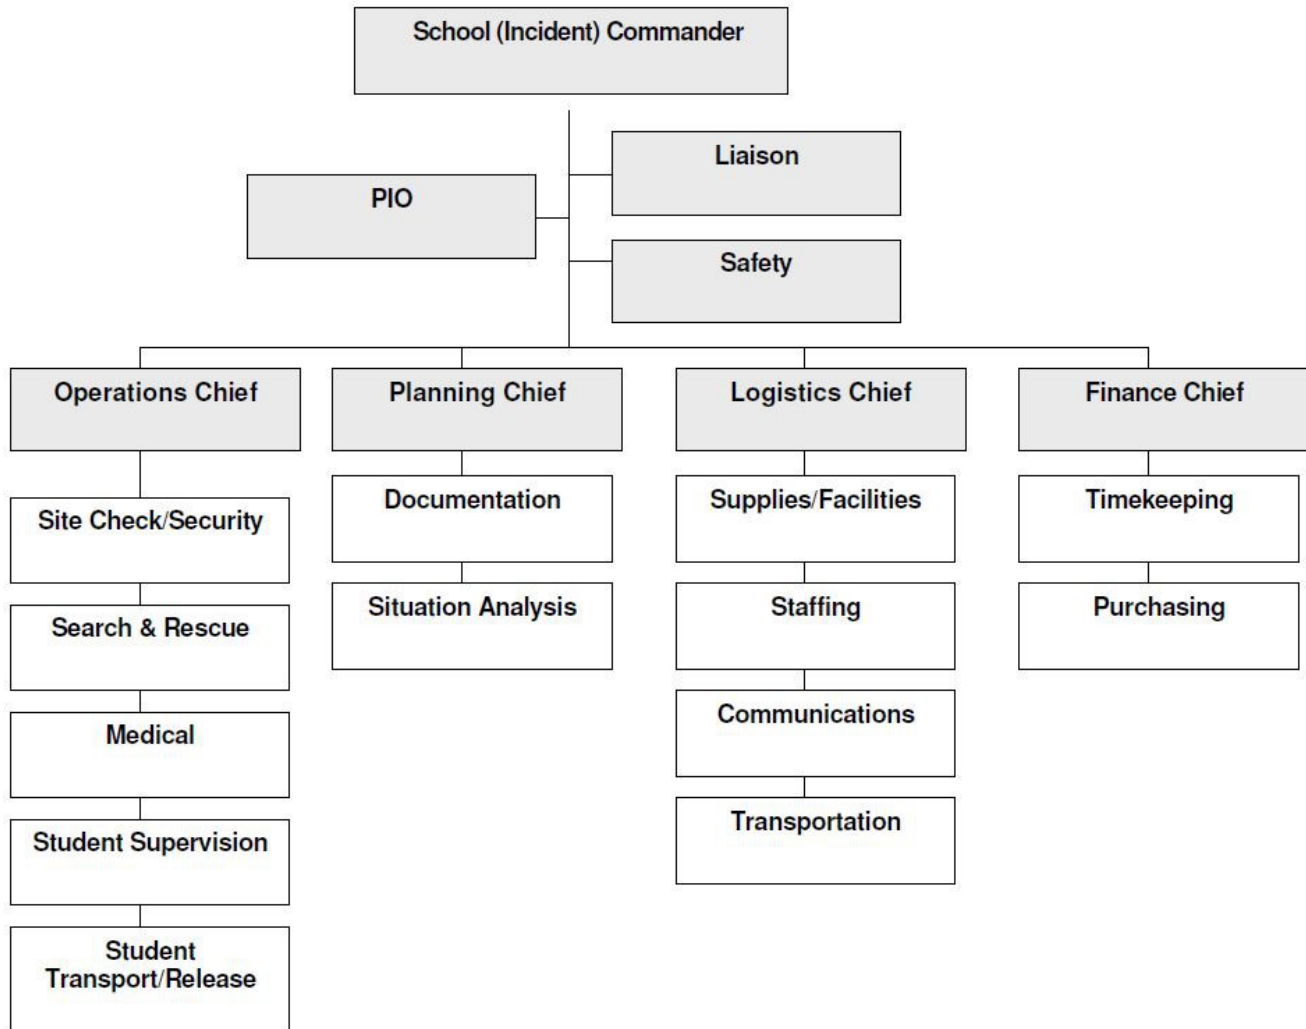 School (Incident) Commander
Liaison
PIO
Safety
Operations Chief
Planning Chief
Logistics Chief
Finance Chief
Site Check/Security
Search & Rescue
Medical
Student Supervision
Student
Transport/Release
Documentation
Situation Analysis
Supplies/Facilities
Staffing
Communications
Transportation
Timekeeping
Purchasing